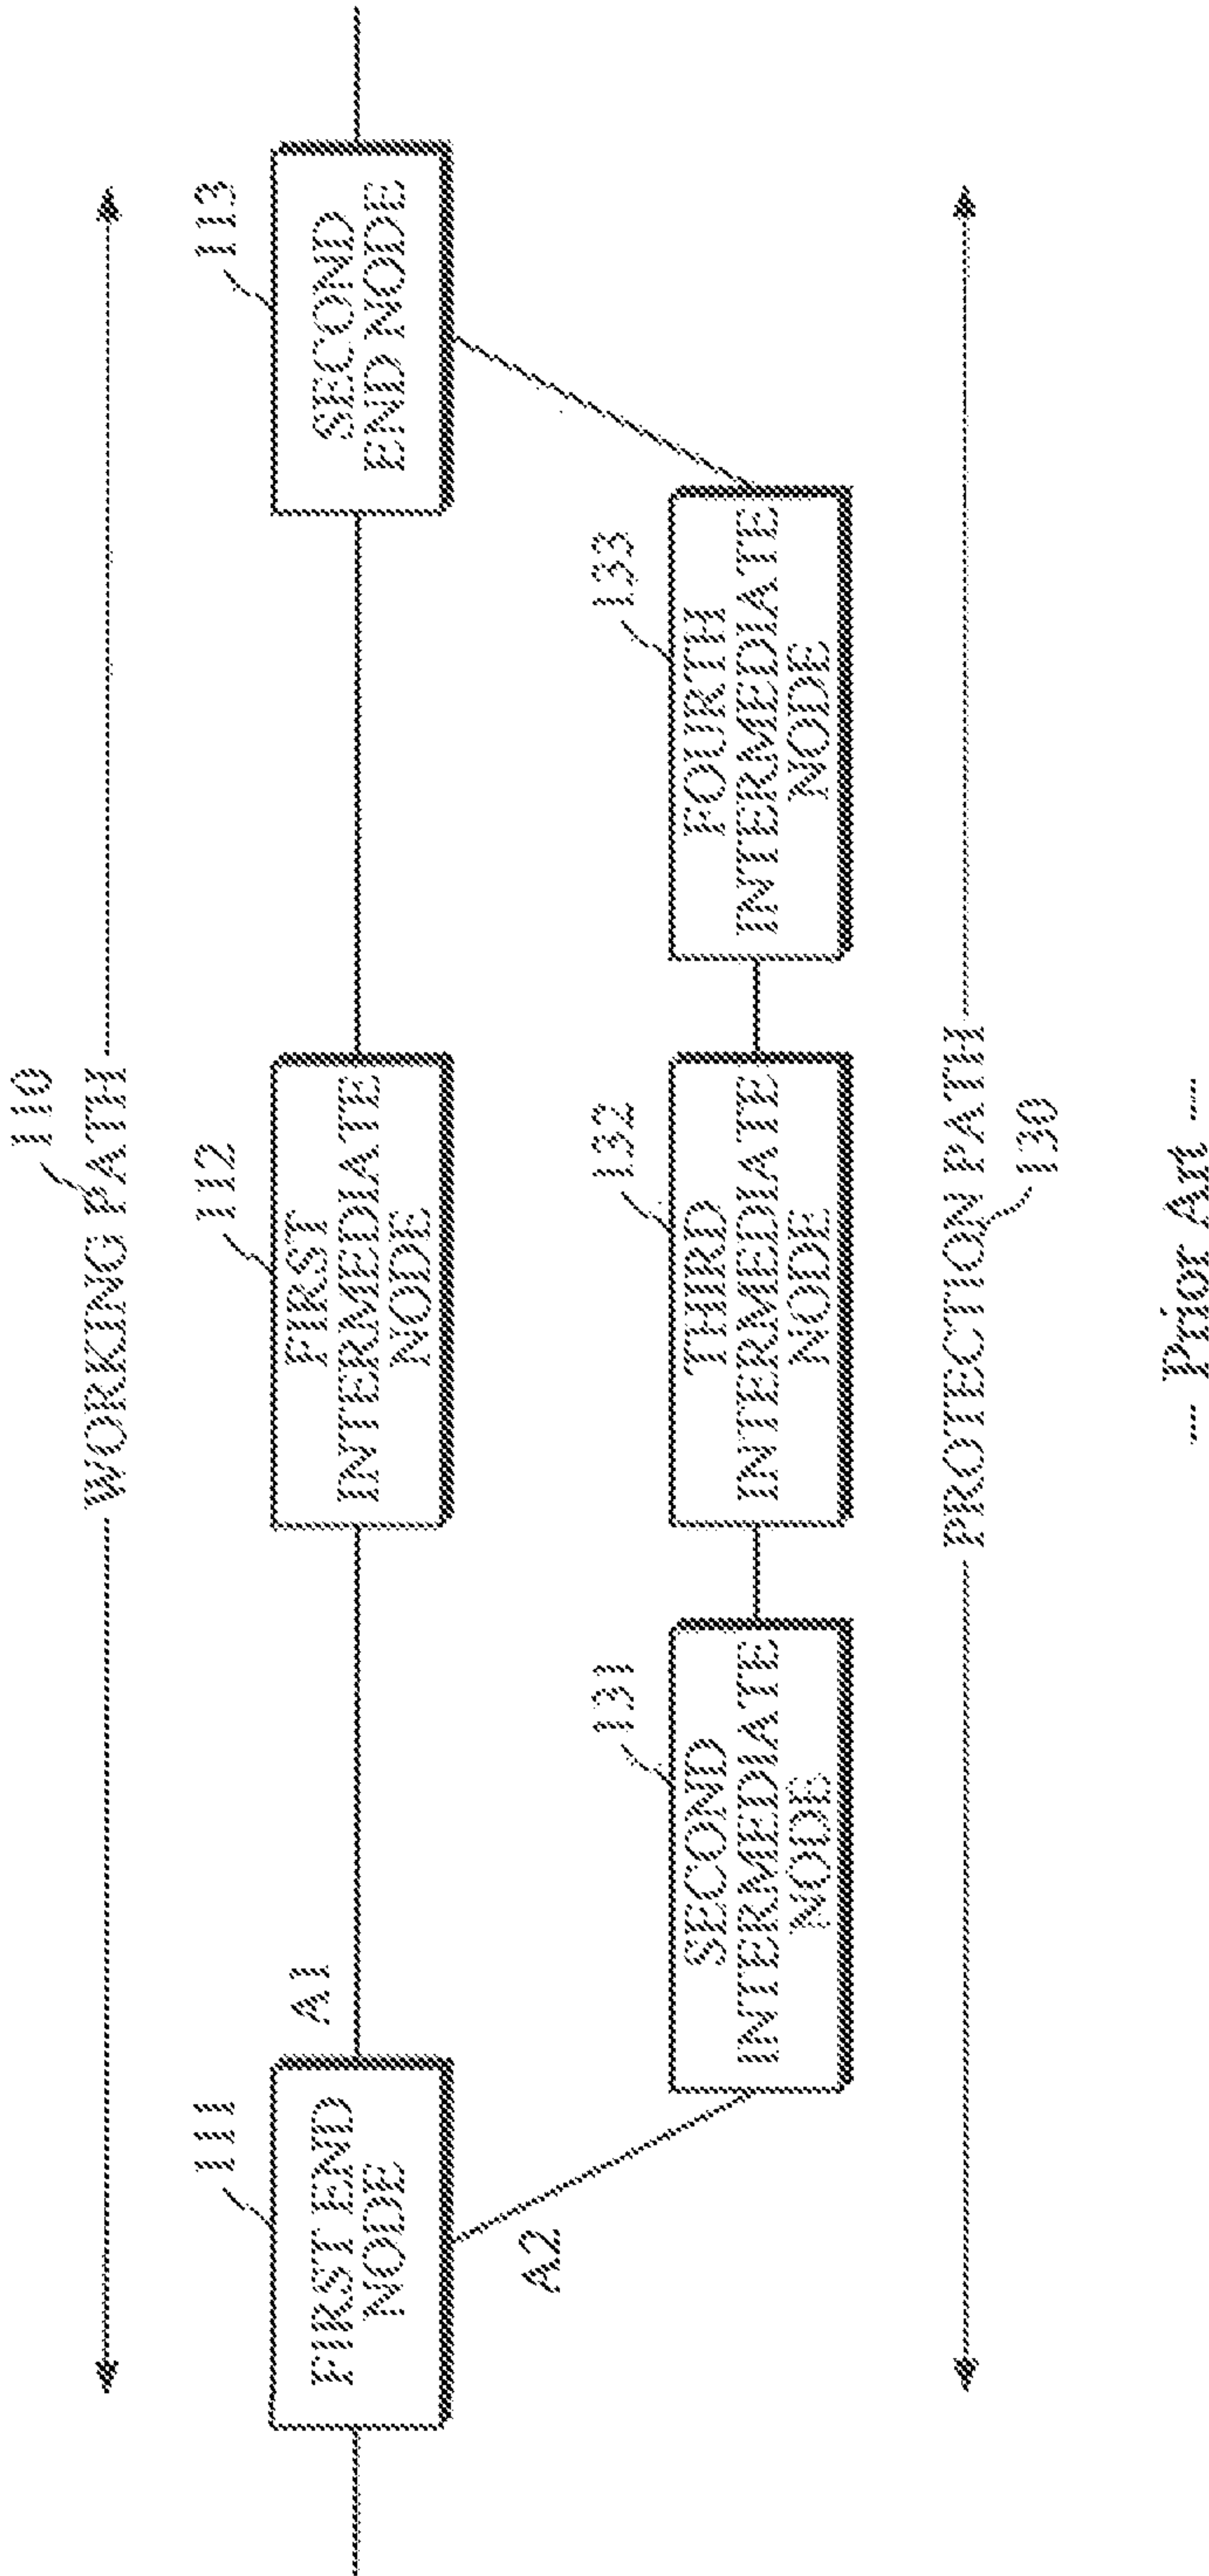 110
WORKING PATH
111
FIRST END
NODE
A1
112
FIRST
INTERMEDIATE
NODE
113
SECOND
END NODE
A2
131
SECOND
INTERMEDIATE
NODE
132
THIRD
INTERMEDIATE
NODE
133
FOURTH
INTERMEDIATE
NODE
PROTECTION PATH
130
-- Prior Art --